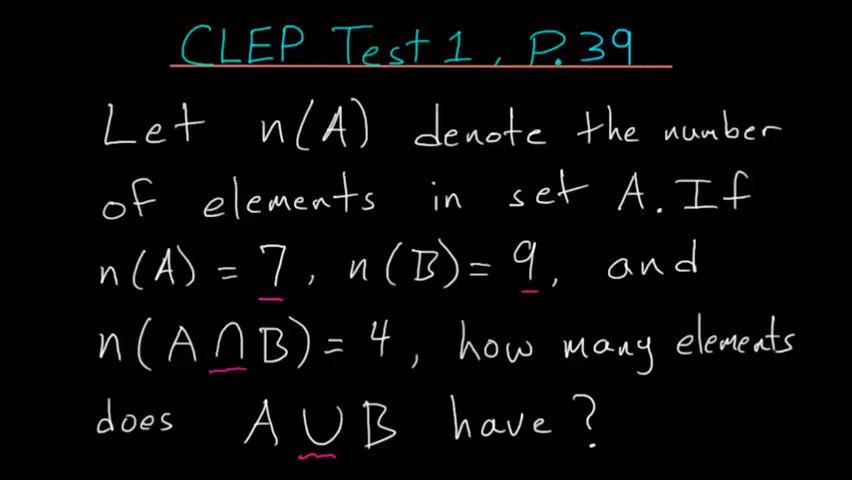 CLEP Test 1, P.39
Let n(A) denote the number
of elements in set A. If
n(A) = 7, n(B) = 9, and
n(A∩B) = 4, how many elements
does A∪B have?